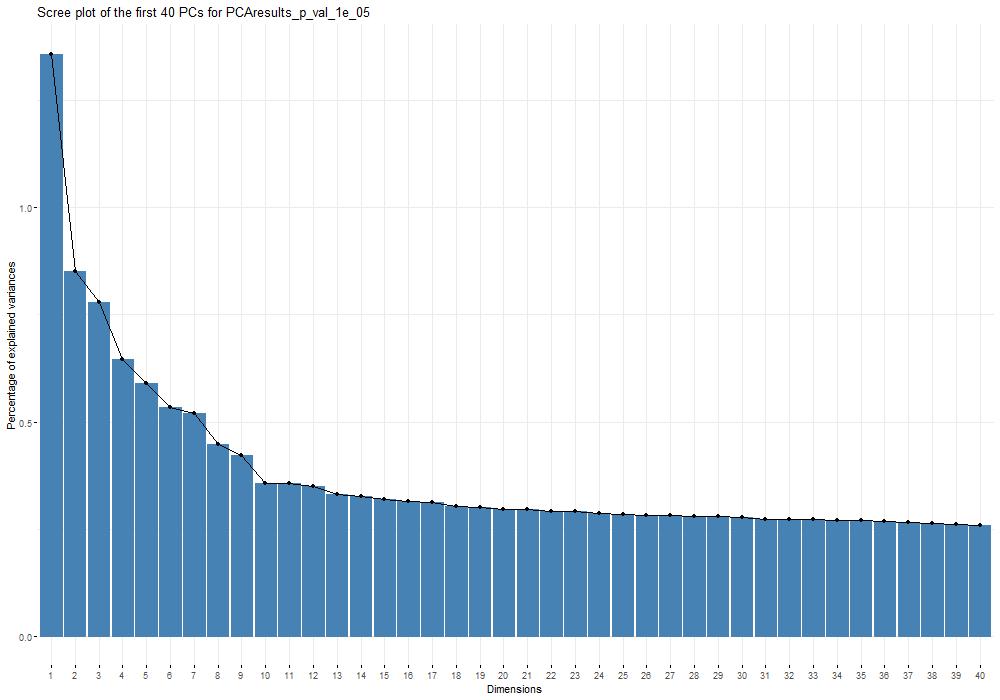 Scree plot of the first 40 PCs for PCAresults_p_val_1e_05
1.0
0.5
0.0
Percentage of explained variances
1 2 3 4 5 6 7 8 9 10 11 12 13 14 15 16 17 18 19 20 21 22 23 24 25 26 27 28 29 30 31 32 33 34 35 36 37 38 39 40
Dimensions